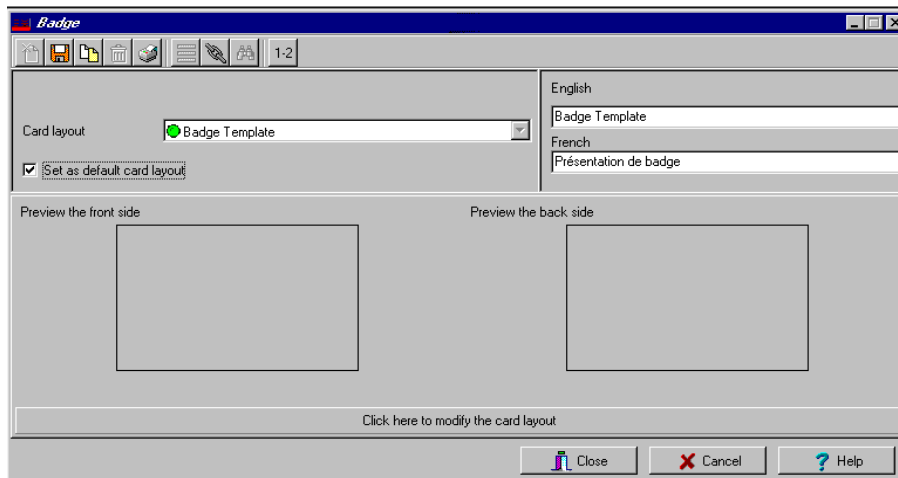 Badge
1-2
English
Badge Template
Card layout
Badge Template
French
Présentation de badge
Set as default card layout
Preview the front side
Preview the back side
Click here to modify the card layout
Close
Cancel
Help